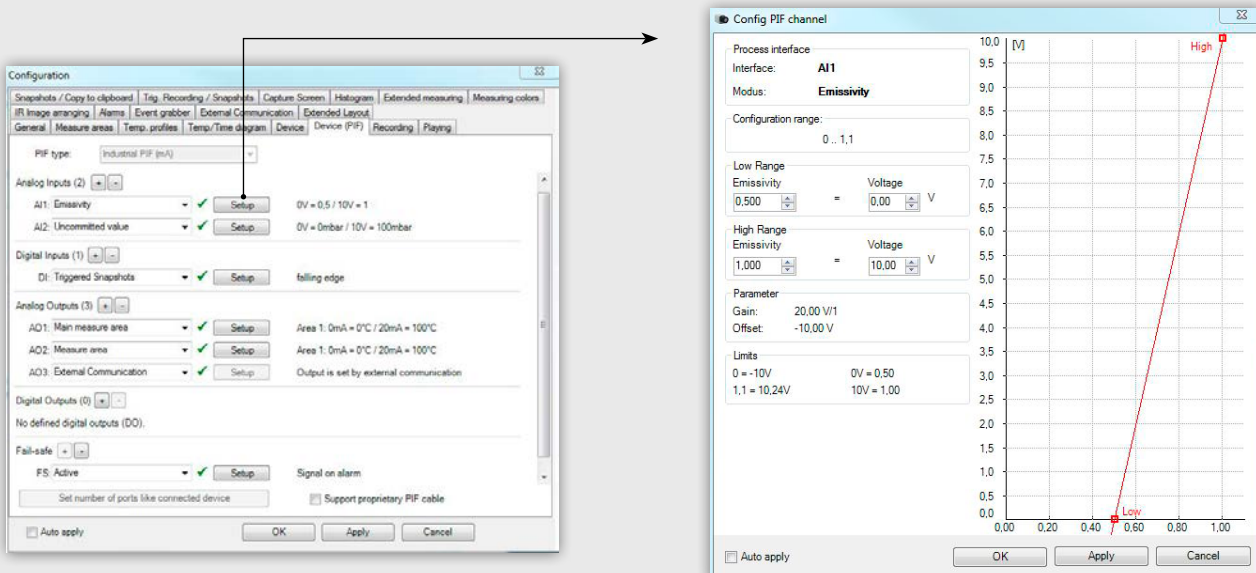 Configuration
Snapshots / Copy to clipboard Trig. Recording / Snapshots Capture Screen Histogram Extended measuring Measuring colors
IR Image arranging Alarms Event grabber External Communication Extended Layout
General Measure areas Temp. profiles Temp./Time diagram Device Device (PIF) Recording Playing
PIF type: Industrial PIF (mA)
Analog Inputs (2) + -
AI1: Emissivity Setup 0V = 0,5 / 10V = 1
AI2: Uncommitted value Setup 0V = 0mbar / 10V = 100mbar
Digital Inputs (1) + -
DI: Triggered Snapshots Setup falling edge
Analog Outputs (3) + -
AO1: Main measure area Setup Area 1: 0mA = 0°C / 20mA = 100°C
AO2: Measure area Setup Area 1: 0mA = 0°C / 20mA = 100°C
AO3: External Communication Setup Output is set by external communication
Digital Outputs (0) + -
No defined digital outputs (DO).
Fail-safe + -
FS: Active Setup Signal on alarm
Set number of ports like connected device Support proprietary PIF cable
Auto apply OK Apply Cancel
Config PIF channel
Process interface
Interface: AI1
Modus: Emissivity
Configuration range:
0 .. 1,1
Low Range
Emissivity Voltage
0,500 = 0,00 V
High Range
Emissivity Voltage
1,000 = 10,00 V
Parameter
Gain: 20,00 V/1
Offset: -10,00 V
Limits
0 = -10V 0V = 0,50
1,1 = 10,24V 10V = 1,00
10,0 [V] High
9,5
9,0
8,5
8,0
7,5
7,0
6,5
6,0
5,5
5,0
4,5
4,0
3,5
3,0
2,5
2,0
1,5
1,0
0,5
0,0 Low
0,00 0,20 0,40 0,60 0,80 1,00
Auto apply OK Apply Cancel